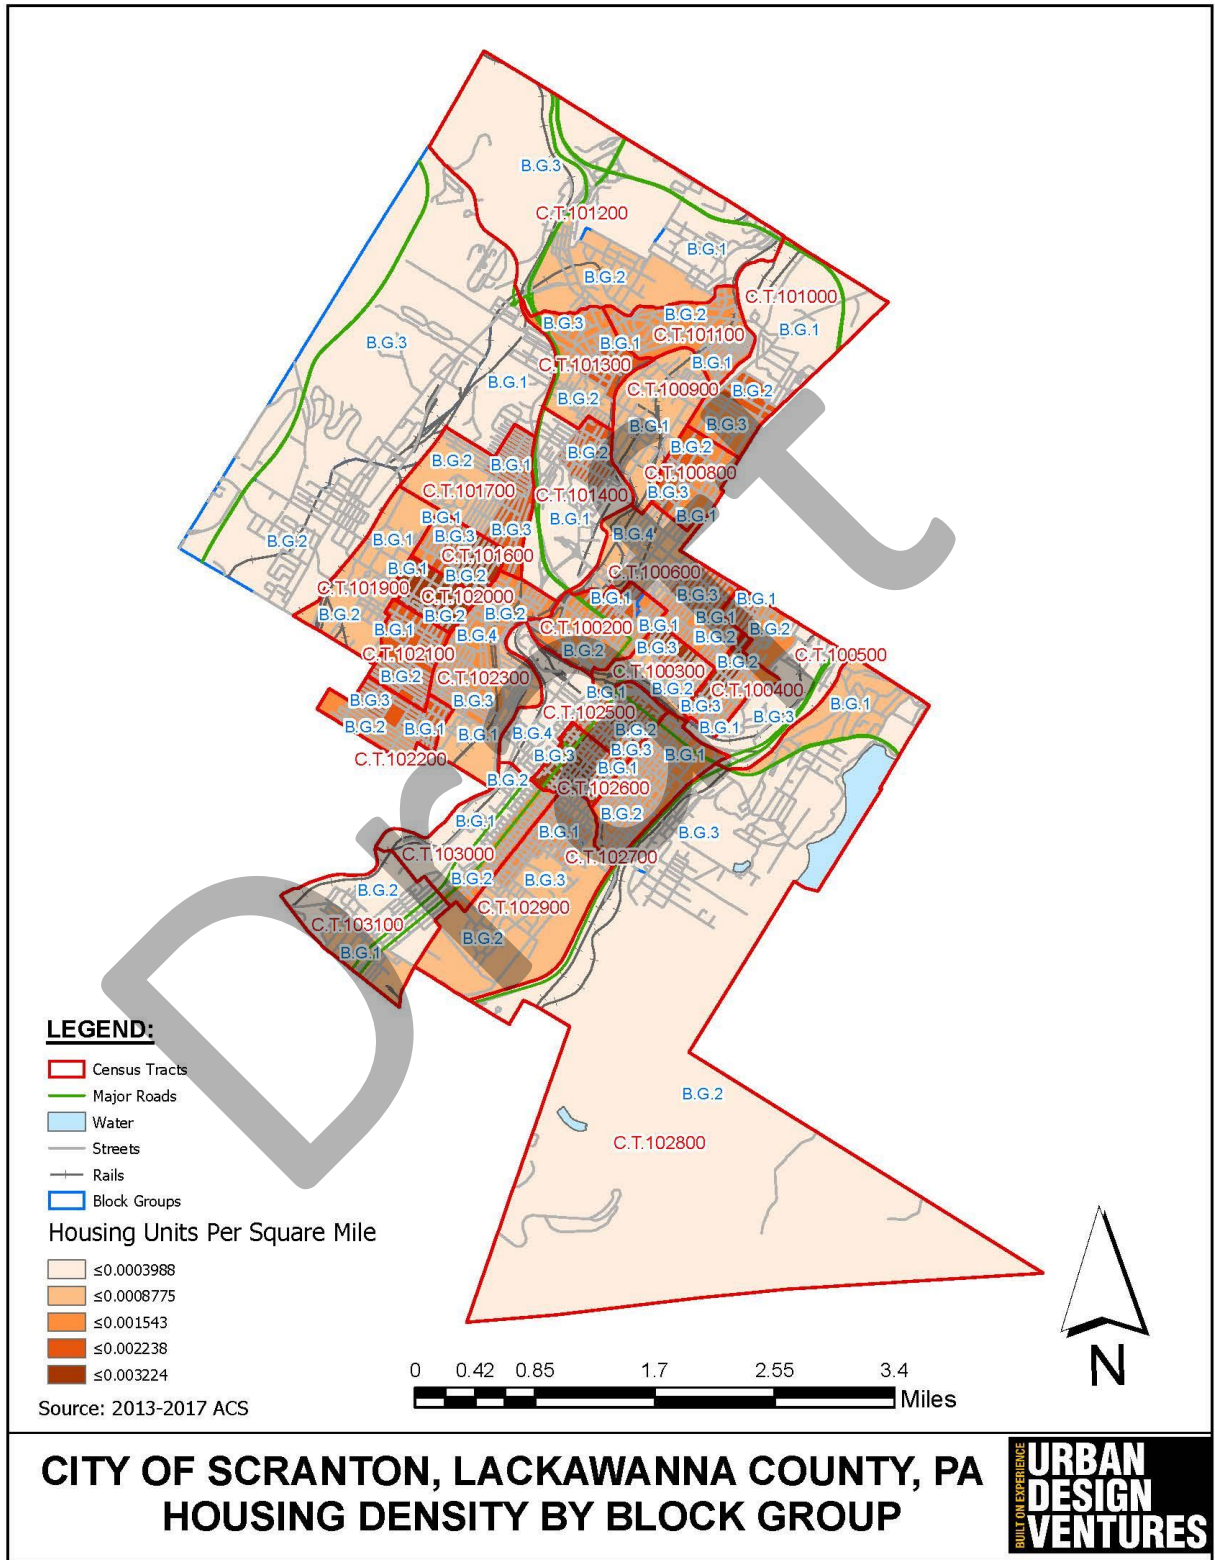 B.G.3
C.T.101200
B.G.1
B.G.2
C.T.101000
B.G.1
B.G.3
B.G.2
C.T.101100
B.G.3
B.G.1
C.T.101300
B.G.1
B.G.1
C.T.100900
B.G.2
B.G.2
B.G.1
B.G.3
B.G.2
B.G.2
B.G.2
B.G.1
C.T.100800
C.T.101700
C.T.101400
B.G.3
B.G.1
B.G.1
B.G.1
B.G.3
B.G.3
B.G.4
B.G.2
B.G.1
C.T.101600
B.G.1
B.G.2
C.T.100600
C.T.101900
C.T.102000
B.G.1
B.G.3
B.G.1
B.G.2
B.G.2
B.G.2
B.G.1
B.G.1
C.T.100200
B.G.1
B.G.2
B.G.4
B.G.2
B.G.3
B.G.2
C.T.102100
B.G.2
C.T.100500
B.G.2
C.T.102300
C.T.100300
B.G.2
C.T.100400
B.G.3
B.G.3
B.G.1
B.G.3
B.G.1
C.T.102500
B.G.3
B.G.2
B.G.1
B.G.1
B.G.4
B.G.2
B.G.1
C.T.102200
B.G.3
B.G.3
B.G.1
B.G.2
B.G.1
C.T.102600
B.G.2
B.G.1
B.G.1
B.G.3
C.T.103000
C.T.102700
B.G.2
B.G.2
B.G.3
C.T.102900
C.T.103100
B.G.1
B.G.2
Draft
LEGEND:
Census Tracts
Major Roads
Water
Streets
Rails
Block Groups
B.G.2
C.T.102800
Housing Units Per Square Mile
≤0.0003988
≤0.0008775
≤0.001543
≤0.002238
≤0.003224
Source: 2013-2017 ACS
0 0.42 0.85 1.7 2.55 3.4
Miles
N
CITY OF SCRANTON, LACKAWANNA COUNTY, PA
HOUSING DENSITY BY BLOCK GROUP
BUILT ON EXPERIENCE
URBAN
DESIGN
VENTURES